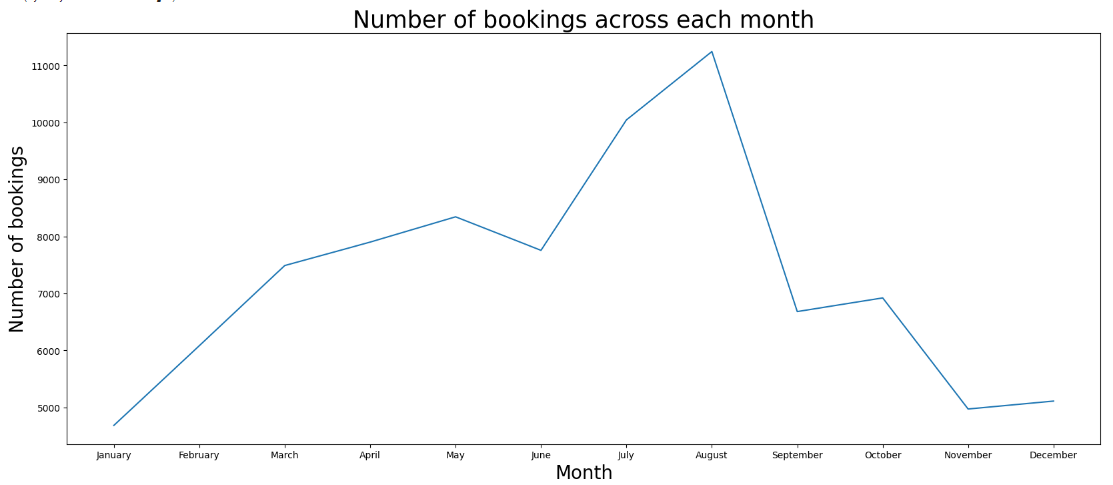 Number of bookings across each month
Number of bookings
11000
10000
9000
8000
7000
6000
5000
January February March April May June July August September October November December
Month